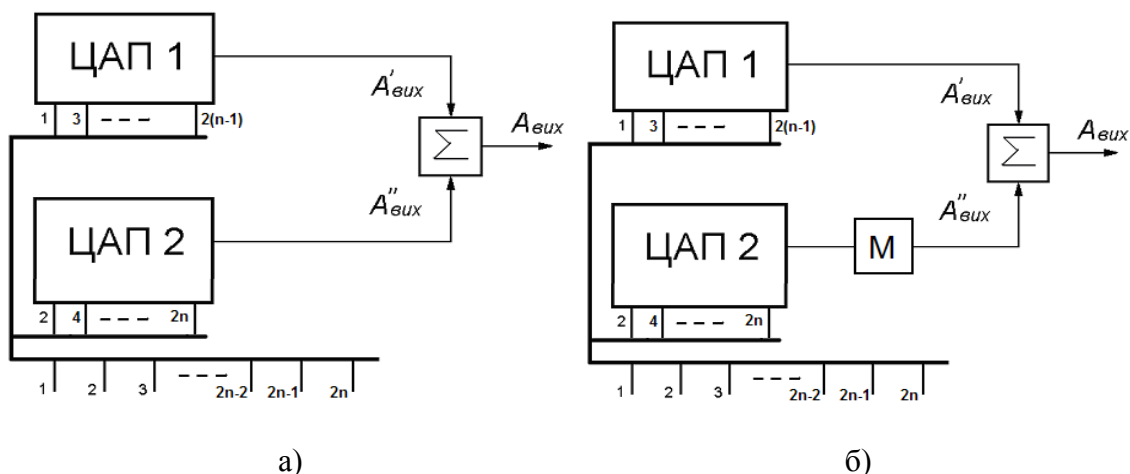 ЦАП 1
1 3 --- 2(n-1)
A'вих
Σ
Aвих
A''вих
ЦАП 2
2 4 --- 2n
1 2 3 --- 2n-2 2n-1 2n
а)
ЦАП 1
1 3 --- 2(n-1)
A'вих
Σ
Aвих
A''вих
ЦАП 2
M
2 4 --- 2n
1 2 3 --- 2n-2 2n-1 2n
б)